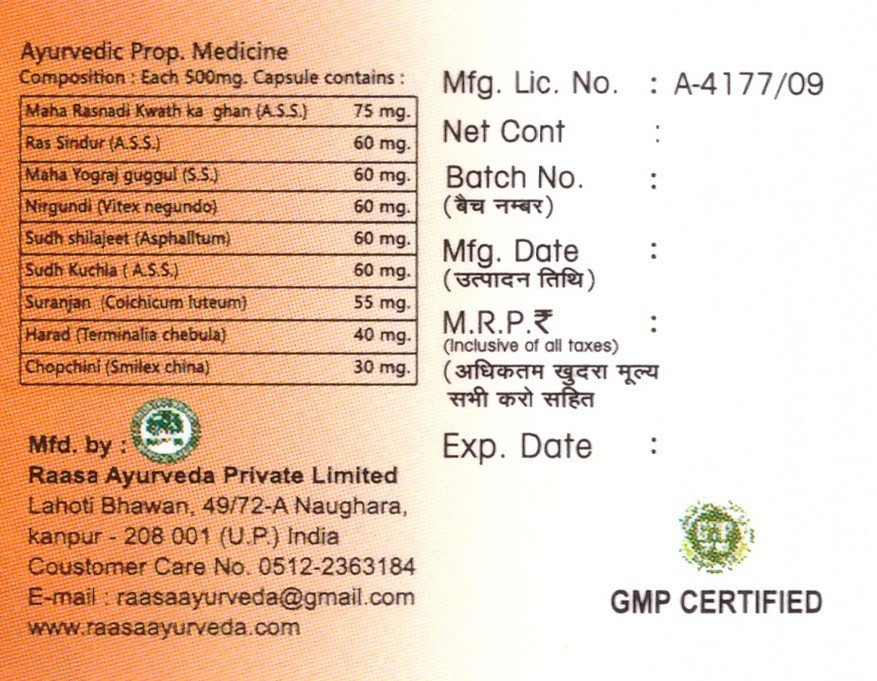 Ayurvedic Prop. Medicine
Composition : Each 500mg. Capsule contains :
Maha Rasnadi Kwath ka ghan (A.S.S.) 75 mg.
Ras Sindur (A.S.S.) 60 mg.
Maha Yograj guggul (S.S.) 60 mg.
Nirgundi (Vitex negundo) 60 mg.
Sudh shilajeet (Asphalltum) 60 mg.
Sudh Kuchla ( A.S.S.) 60 mg.
Suranjan (Colchicum luteum) 55 mg.
Harad (Terminalia chebula) 40 mg.
Chopchini (Smilex china) 30 mg.
Mfd. by :
Raasa Ayurveda Private Limited
Lahoti Bhawan, 49/72-A Naughara,
kanpur - 208 001 (U.P.) India
Coustomer Care No. 0512-2363184
E-mail : raasaayurveda@gmail.com
www.raasaayurveda.com
Mfg. Lic. No. : A-4177/09
Net Cont :
Batch No. :
(बैच नम्बर)
Mfg. Date :
(उत्पादन तिथि)
M.R.P.₹ :
(Inclusive of all taxes)
(अधिकतम खुदरा मूल्य
सभी करो सहित
Exp. Date :
GMP CERTIFIED